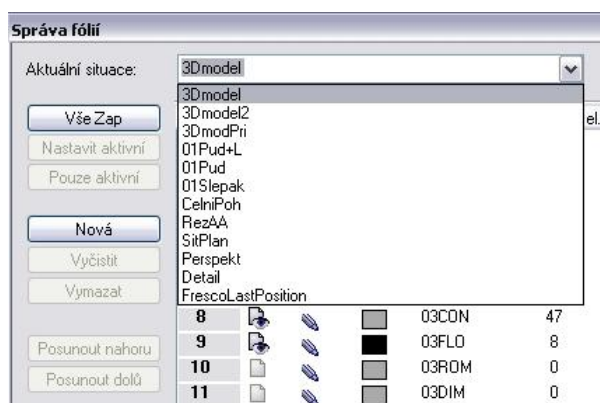 Správa fólií
Aktuální situace:
3Dmodel
3Dmodel
3Dmodel2
3DmodPri
01Pud+L
01Pud
01Slepak
CelniPoh
RezAA
SitPlan
Perspekt
Detail
FrescoLastPosition
el.
Vše Zap
Nastavit aktivní
Pouze aktivní
Nová
Vyčistit
Vymazat
Posunout nahoru
Posunout dolů
8 03CON 47
9 03FLO 8
10 03ROM 0
11 03DIM 0